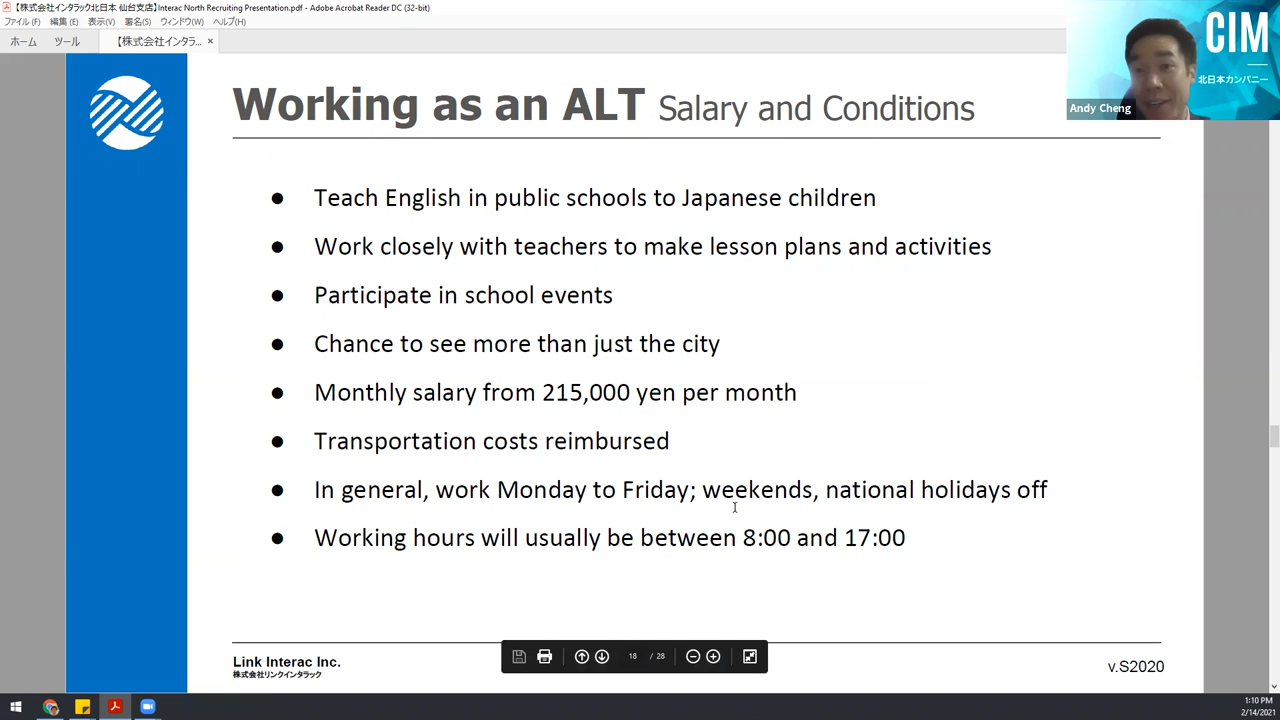 【株式会社インタラック北日本 仙台支店】Interac North Recruiting Presentation.pdf - Adobe Acrobat Reader DC (32-bit)
ファイル (F) 編集 (E) 表示(V) 署名(S) ウィンドウ(W) ヘルプ(H)
ホーム ツール 【株式会社インタラ... ×
CIM
北日本カンパニー
Andy Cheng
Working as an ALT Salary and Conditions
● Teach English in public schools to Japanese children
● Work closely with teachers to make lesson plans and activities
● Participate in school events
● Chance to see more than just the city
● Monthly salary from 215,000 yen per month
● Transportation costs reimbursed
● In general, work Monday to Friday; weekends, national holidays off
● Working hours will usually be between 8:00 and 17:00
18 / 28
Link Interac Inc.
株式会社リンクインタラック
v.S2020
1:10 PM
2/14/2021